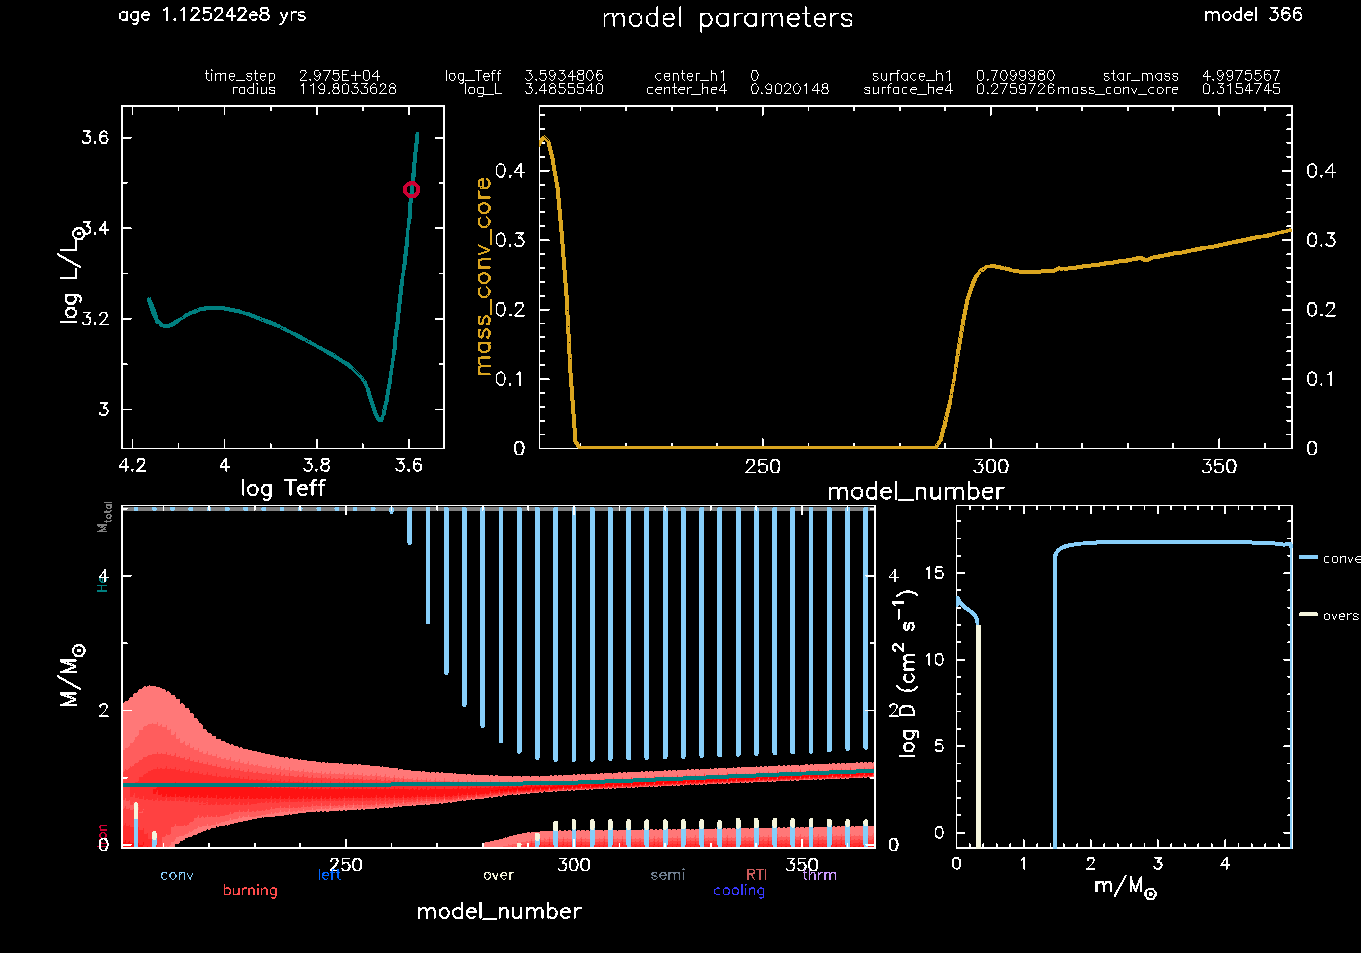 age 1.125242e8 yrs model parameters model 366
time_step 2.975E+04 log_Teff 3.5934806 center_h1 0 surface_h1 0.7099980 star_mass 4.9975567
radius 119.8033628 log_L 3.4855540 center_he4 0.9020148 surface_he4 0.2759726 mass_conv_core 0.3154745
log L/L⊙
3.6
3.4
3.2
3
4.2 4 3.8 3.6
log Teff
mass_conv_core
0.4 0.4
0.3 0.3
0.2 0.2
0.1 0.1
0 0
250 300 350
model_number
M/M⊙
Mtotal
He
4 4
2 2
0 0
250 300 350
conv left over semi RTI thrm
burning cooling
model_number
log D (cm² s⁻¹)
15
10
5
0
0 1 2 3 4
m/M⊙
conve
overs